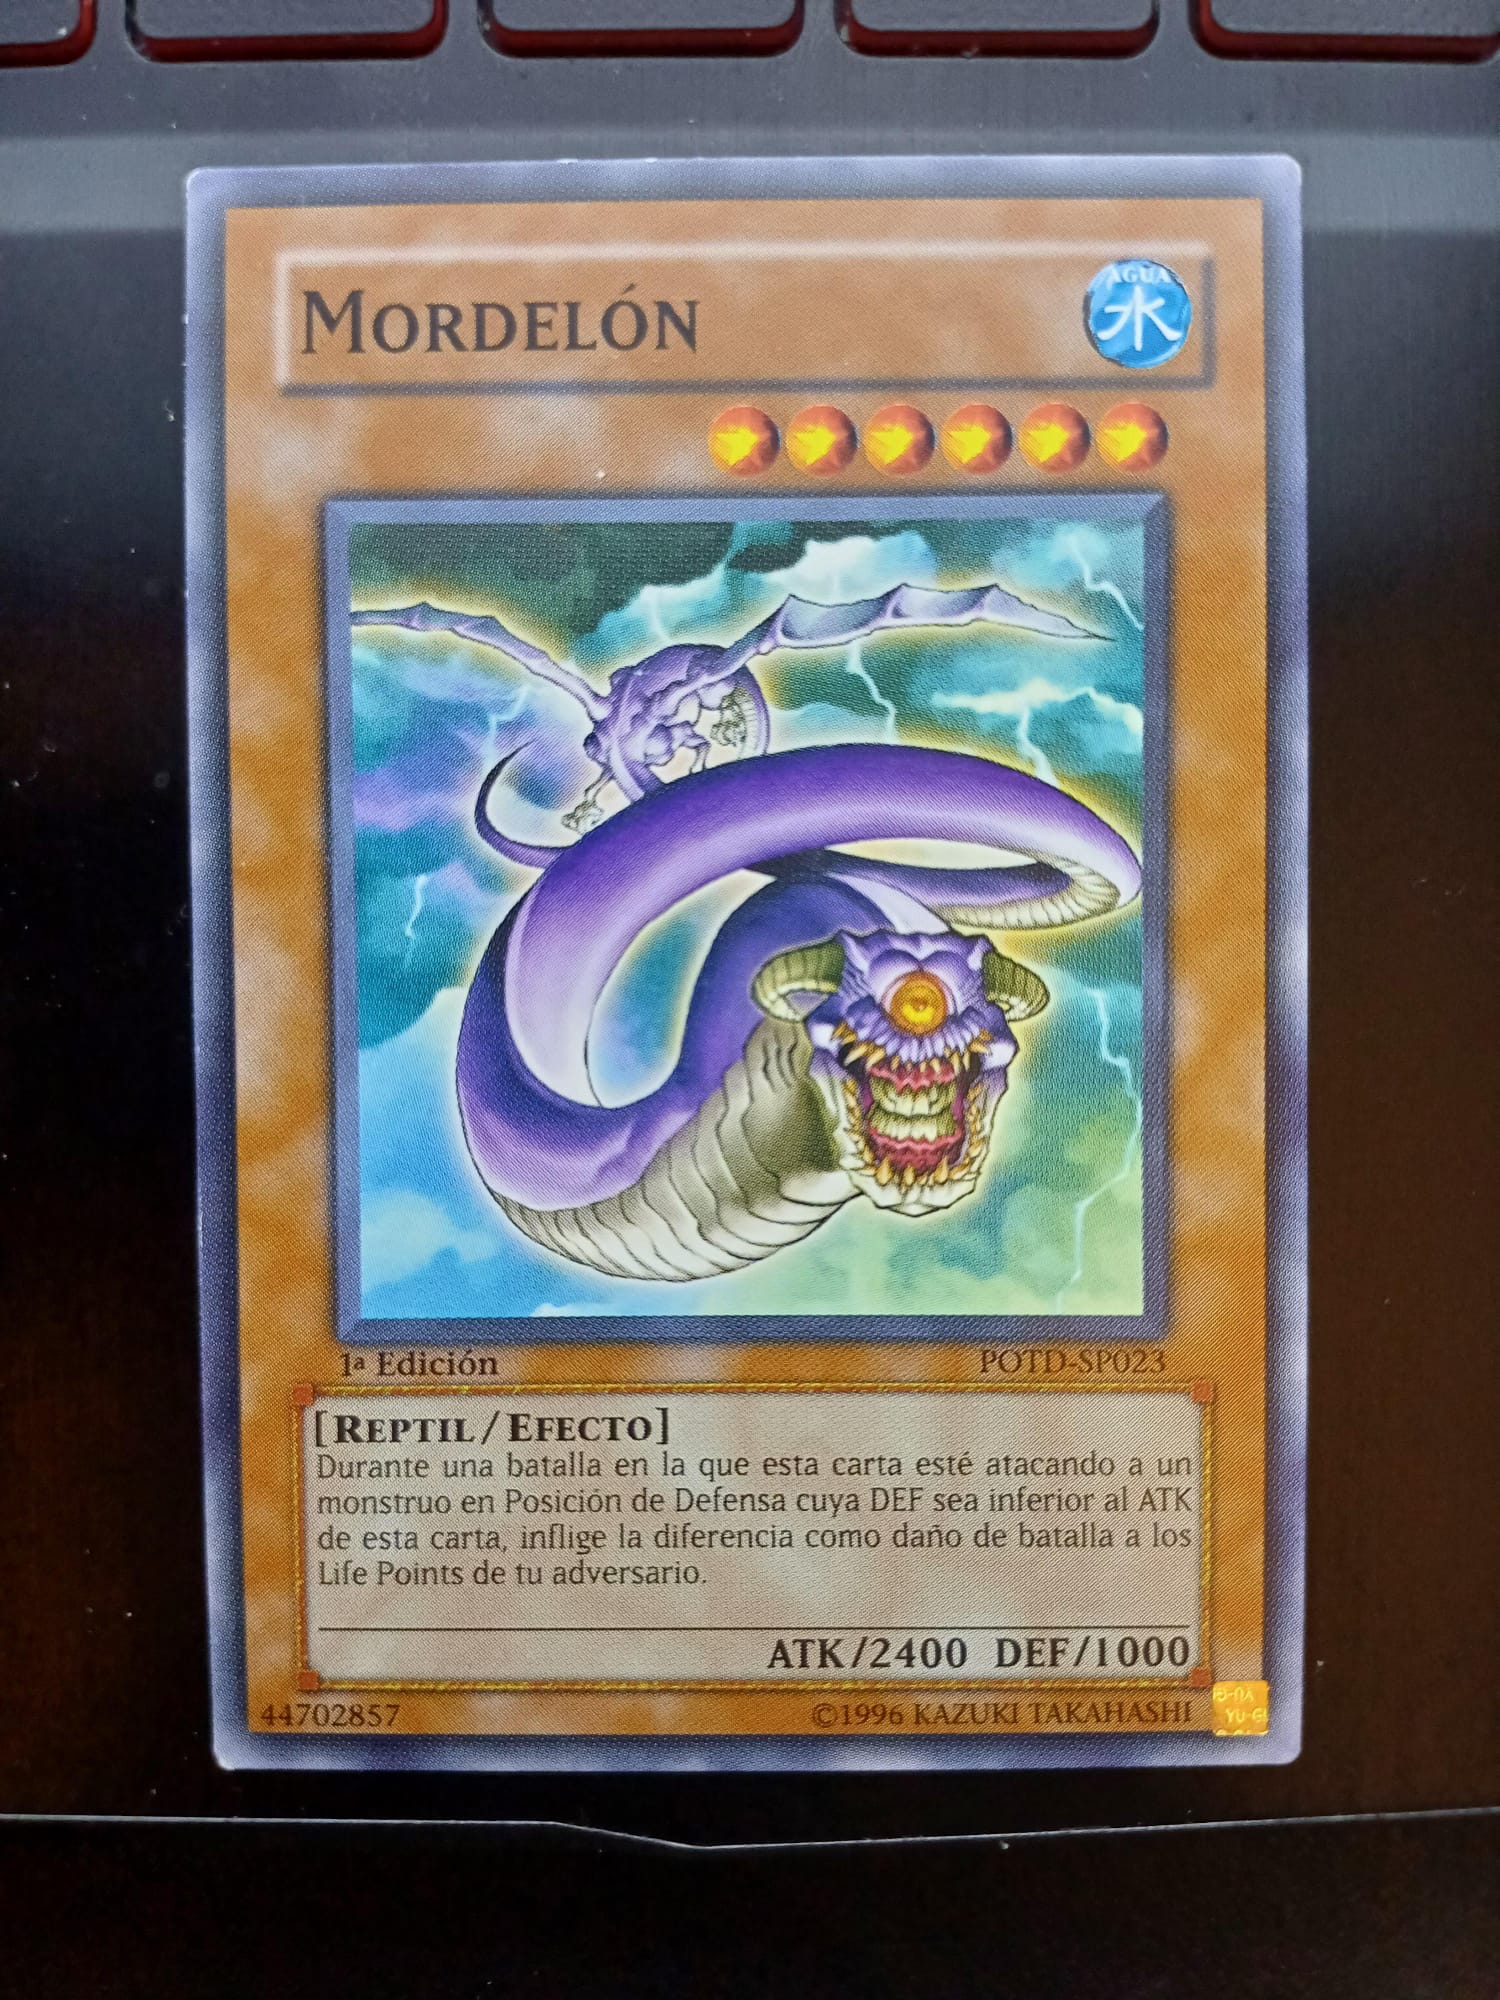 MORDELÓN
AGUA
水
1ª Edición
POTD-SP023
[REPTIL/EFECTO]
Durante una batalla en la que esta carta esté atacando a un
monstruo en Posición de Defensa cuya DEF sea inferior al ATK
de esta carta, inflige la diferencia como daño de batalla a los
Life Points de tu adversario.
ATK/2400 DEF/1000
44702857
©1996 KAZUKI TAKAHASHI